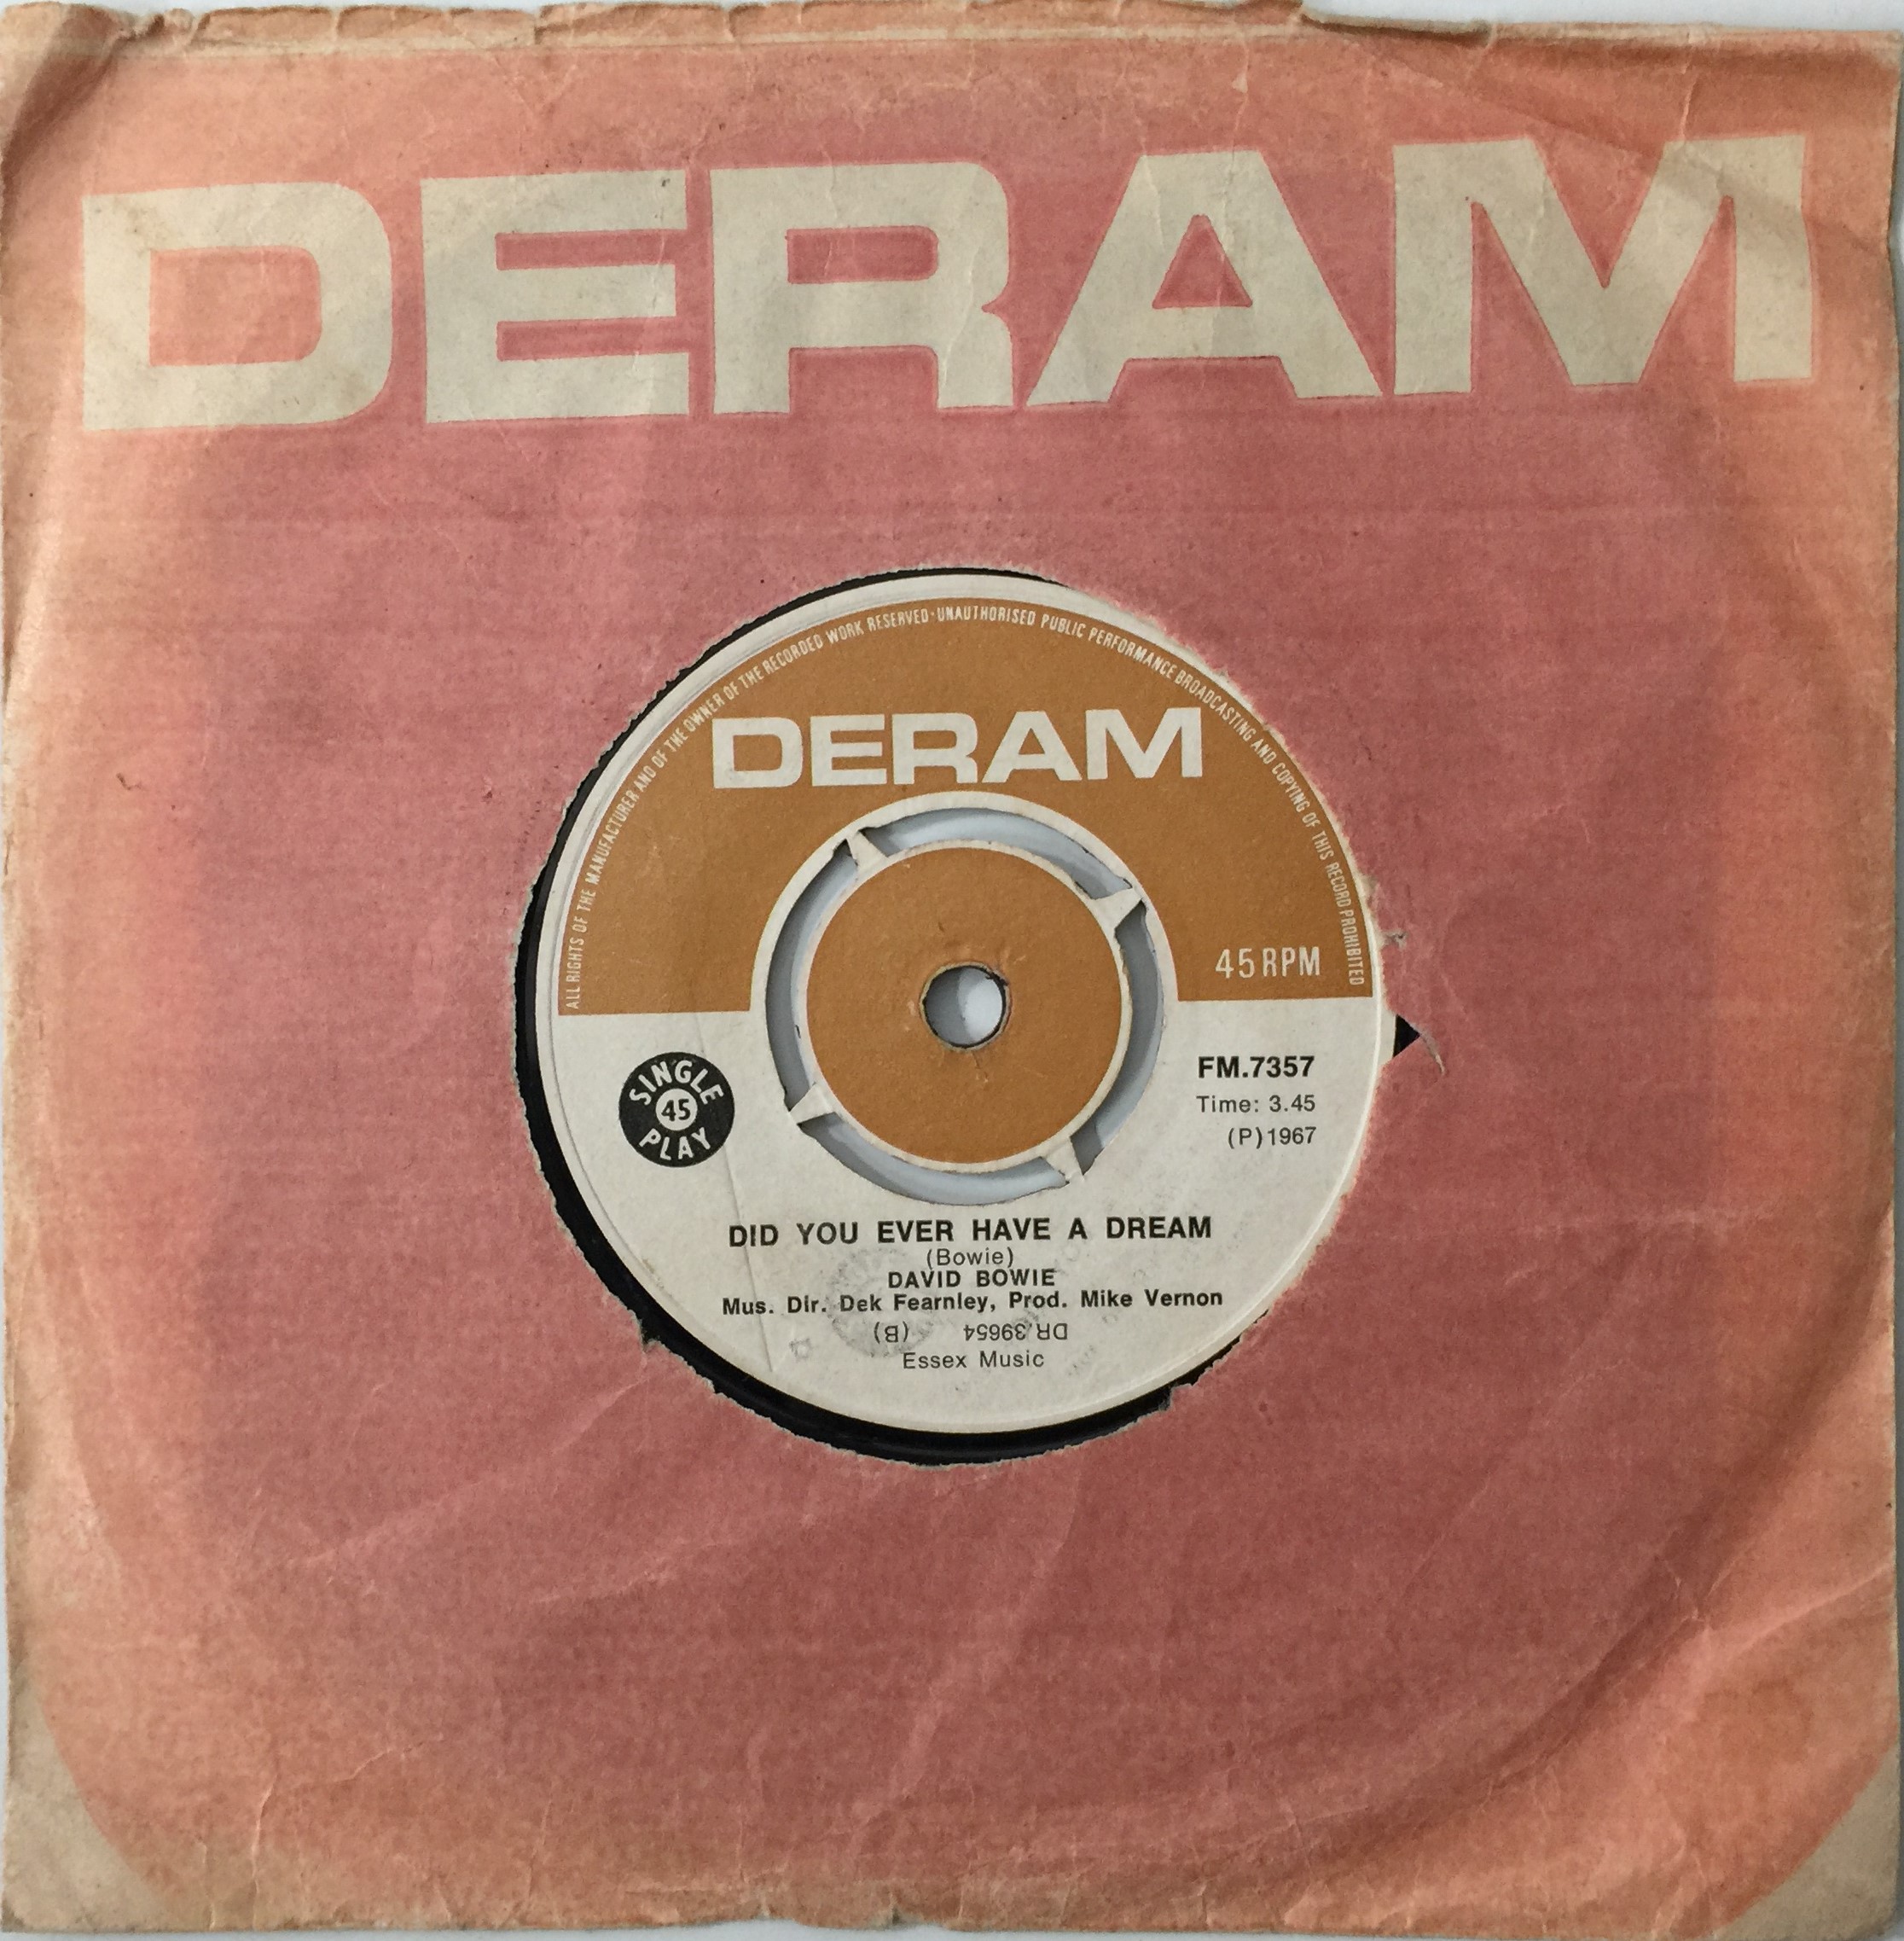 DERAM
ALL RIGHTS OF THE MANUFACTURER AND OF THE OWNER OF THE RECORDED WORK RESERVED·UNAUTHORISED PUBLIC PERFORMANCE BROADCASTING AND COPYING OF THIS RECORD PROHIBITED
DERAM
45 RPM
SINGLE
45
PLAY
FM.7357
Time: 3.45
(P)1967
DID YOU EVER HAVE A DREAM
(Bowie)
DAVID BOWIE
Mus. Dir. Dek Fearnley, Prod. Mike Vernon
DR.39654 (B)
Essex Music